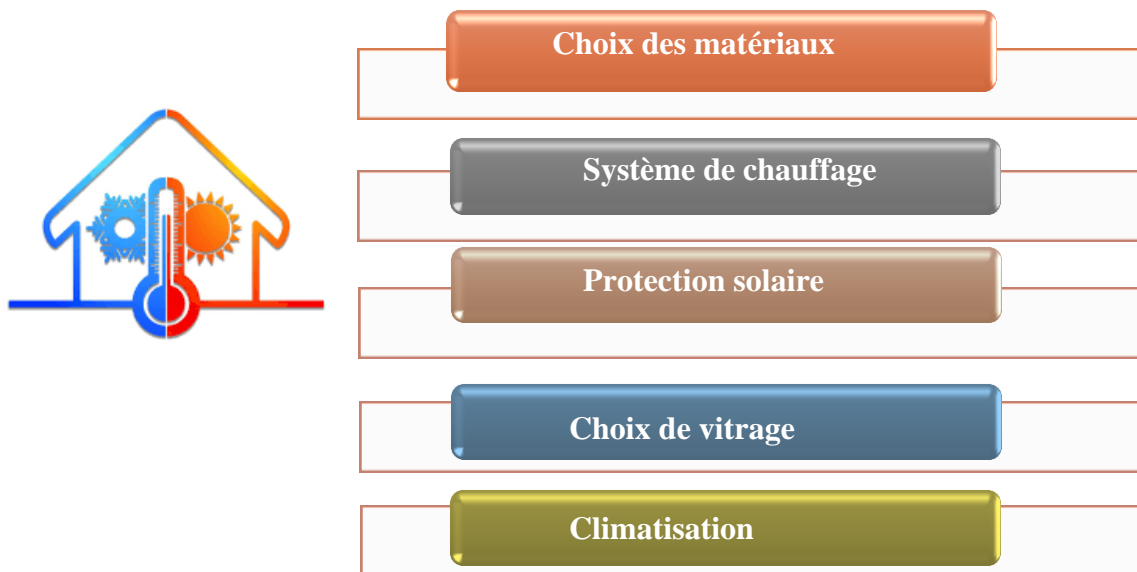 Choix des matériaux
Système de chauffage
Protection solaire
Choix de vitrage
Climatisation